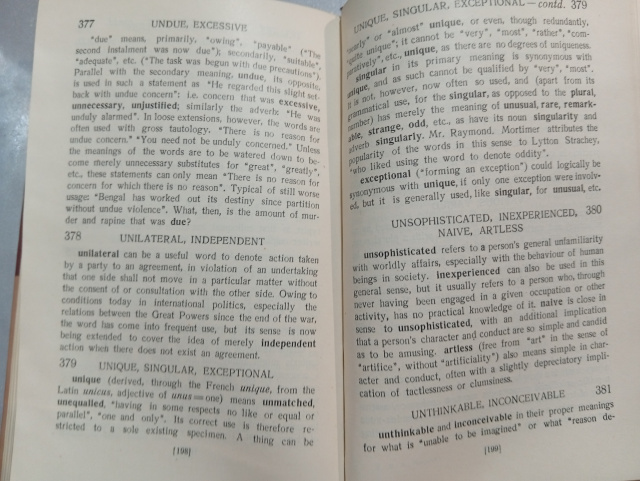 377 UNDUE, EXCESSIVE
"due" means, primarily, "owing", "payable" ("The
second instalment was now due"); secondarily, "suitable",
"adequate", etc. ("The task was begun with due precautions").
Parallel with the secondary meaning, undue, its opposite,
is used in such a statement as "He regarded this slight set-
back with undue concern": i.e. concern that was excessive,
unnecessary, unjustified; similarly the adverb: "He was
unduly alarmed". In loose extensions, however, the words are
often used with gross tautology. "There is no reason for
undue concern." "You need not be unduly concerned." Unless
the meanings of the words are to be watered down to be-
come merely unnecessary substitutes for "great", "greatly",
etc., these statements can only mean "There is no reason for
concern for which there is no reason". Typical of still worse
usage: "Bengal has worked out its destiny since partition
without undue violence". What, then, is the amount of mur-
der and rapine that was due?
378 UNILATERAL, INDEPENDENT
unilateral can be a useful word to denote action taken
by a party to an agreement, in violation of an undertaking
that one side shall not move in a particular matter without
the consent of or consultation with the other side. Owing to
conditions today in international politics, especially the
relations between the Great Powers since the end of the war,
the word has come into frequent use, but its sense is now
being extended to cover the idea of merely independent
action when there does not exist an agreement.
379 UNIQUE, SINGULAR, EXCEPTIONAL
unique (derived, through the French unique, from the
Latin unicus, adjective of unus=one) means unmatched,
unequalled, "having in some respects no like or equal or
parallel", "one and only". Its correct use is therefore re-
stricted to a sole existing specimen. A thing can be
[198]
UNIQUE, SINGULAR, EXCEPTIONAL—contd. 379
"nearly" or "almost" unique, or even, though redundantly,
"quite unique"; it cannot be "very", "most", "rather", "com-
paratively", etc., unique, as there are no degrees of uniqueness.
singular in its primary meaning is synonymous with
unique, and as such cannot be qualified by "very", "most".
It is not, however, now often so used, and (apart from its
grammatical use, for the singular, as opposed to the plural,
number) has merely the meaning of unusual, rare, remark-
able, strange, odd, etc., as have its noun singularity and
adverb singularly. Mr. Raymond. Mortimer attributes the
popularity of the words in this sense to Lytton Strachey,
"who liked using the word to denote oddity".
exceptional ("forming an exception") could logically be
synonymous with unique, if only one exception were involv-
ed, but it is generally used, like singular, for unusual, etc.
UNSOPHISTICATED, INEXPERIENCED, 380
NAIVE, ARTLESS
unsophisticated refers to a person's general unfamiliarity
with worldly affairs, especially with the behaviour of human
beings in society. inexperienced can also be used in this
general sense, but it usually refers to a person who, through
never having been engaged in a given occupation or other
activity, has no practical knowledge of it. naive is close in
sense to unsophisticated, with an additional implication
that a person's character and conduct are so simple and candid
as to be amusing. artless (free from "art" in the sense of
"artifice", without "artificiality") also means simple in char-
acter and conduct, often with a slightly depreciatory impli-
cation of tactlessness or clumsiness.
UNTHINKABLE, INCONCEIVABLE 381
unthinkable and inconceivable in their proper meanings
for what is "unable to be imagined" or what "reason de-
[199]